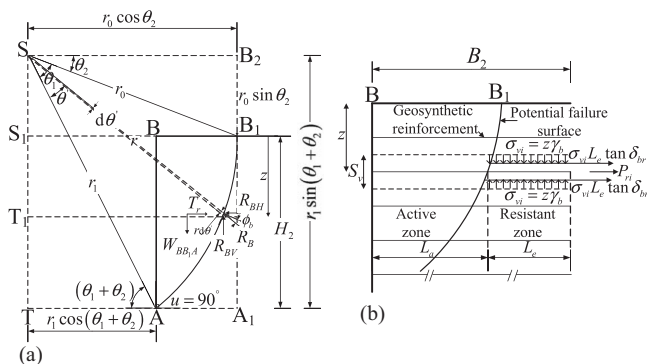 r₀ cos θ₂
S
B₂
θ₁
θ₂
θ
r₀
dθ
r
r₀ sin θ₂
r₁ sin(θ₁ + θ₂)
S₁
B
B₁
r₁
z
H₂
T₁
T_r
R_BH
rdθ
ϕ_b
W_BB₁A
R_B
R_BV
(θ₁ + θ₂)
u = 90°
T
A
A₁
r₁ cos(θ₁ + θ₂)
(a)
B₂
B
B₁
Geosynthetic reinforcement
Potential failure surface
z
σ_vi = zγ_b
σ_vi L_e tan δ_br
S_v
P_ri
σ_vi L_e tan δ_br
σ_vi = zγ_b
Active zone
Resistant zone
L_a
L_e
(b)